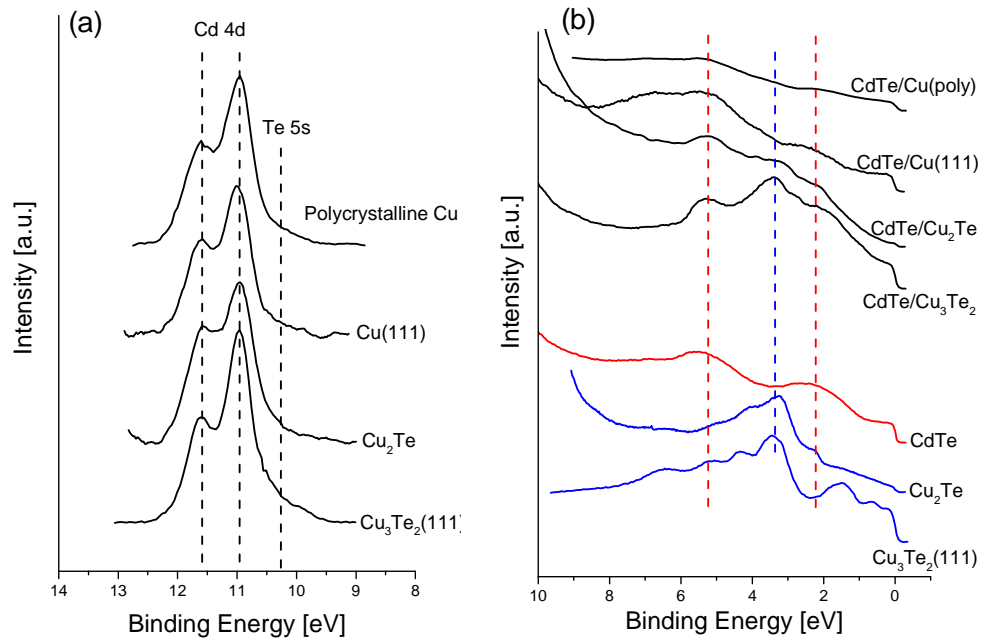 (a)
Cd 4d
Te 5s
Polycrystalline Cu
Cu(111)
Cu₂Te
Cu₃Te₂(111)
Intensity [a.u.]
14 13 12 11 10 9 8
Binding Energy [eV]
(b)
CdTe/Cu(poly)
CdTe/Cu(111)
CdTe/Cu₂Te
CdTe/Cu₃Te₂
CdTe
Cu₂Te
Cu₃Te₂(111)
Intensity [a.u.]
10 8 6 4 2 0
Binding Energy [eV]